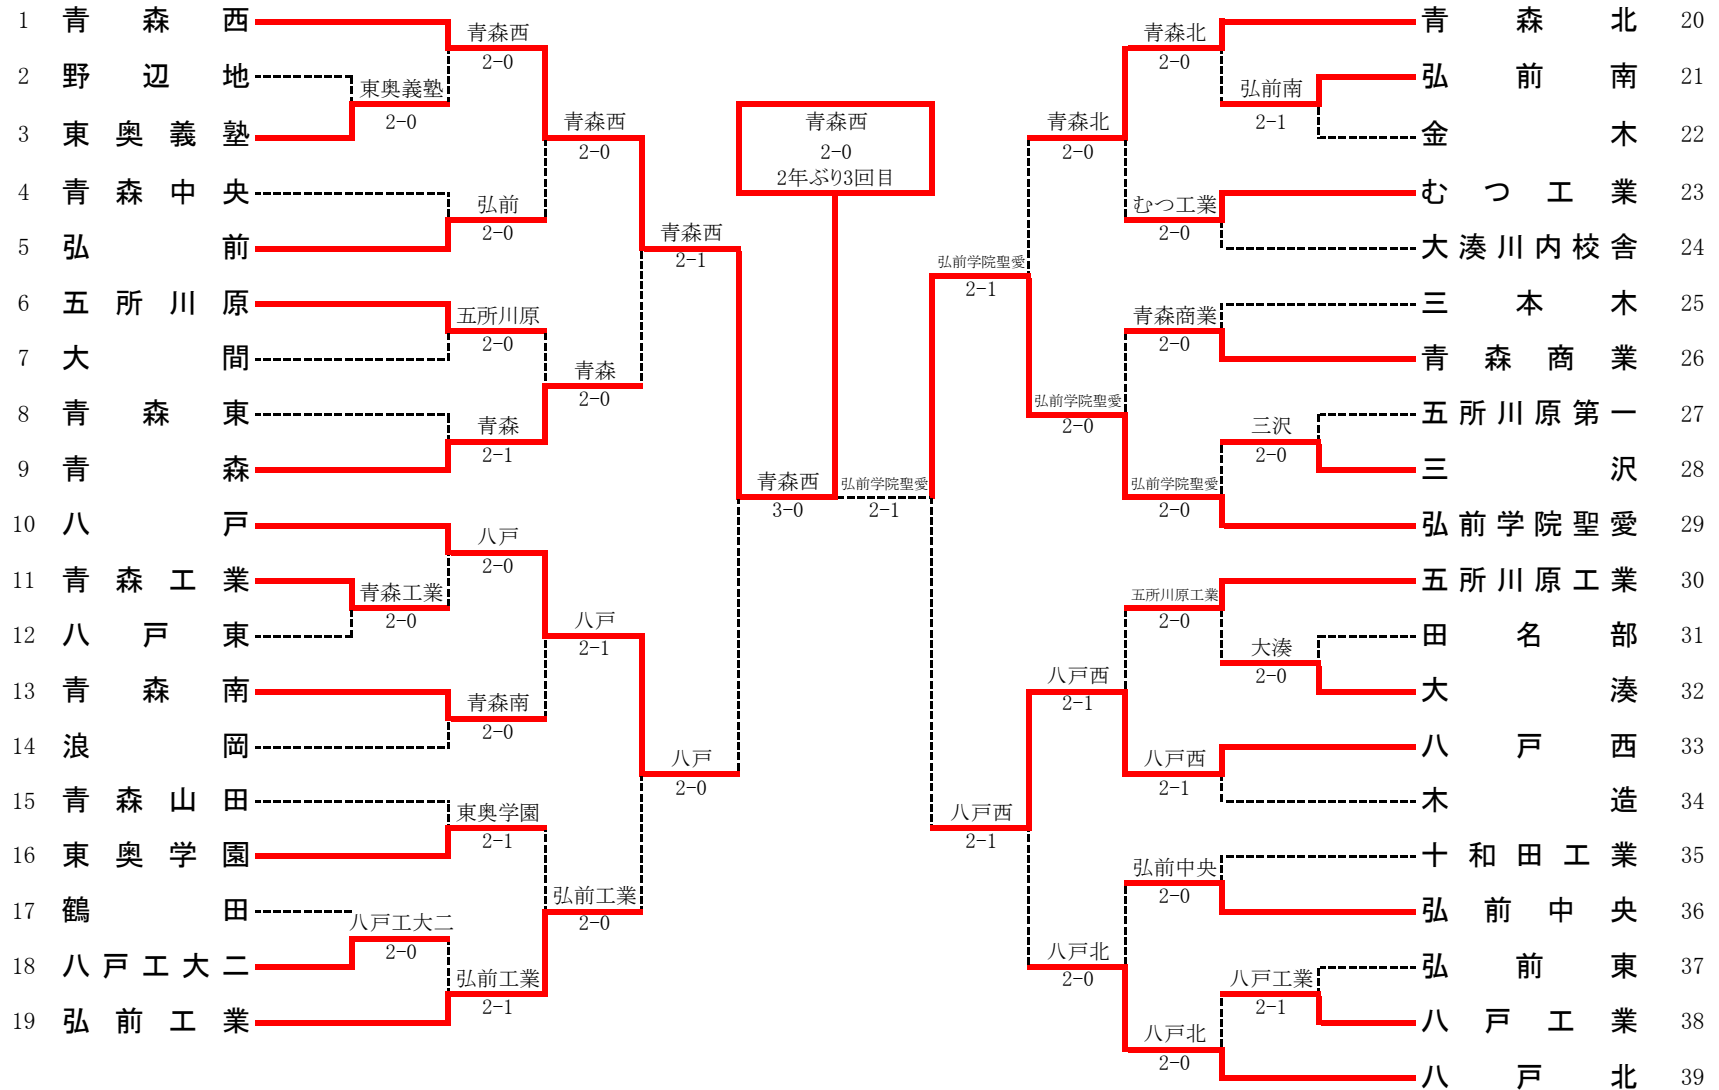 1 青森西
2 野辺地
3 東奥義塾
4 青森中央
5 弘前
6 五所川原
7 大間
8 青森東
9 青森
10 八戸
11 青森工業
12 八戸東
13 青森南
14 浪岡
15 青森山田
16 東奥学園
17 鶴田
18 八戸工大二
19 弘前工業
東奥義塾
2-0
青森工業
2-0
八戸工大二
2-0
青森西
2-0
弘前
2-0
五所川原
2-0
青森
2-1
八戸
2-0
青森南
2-0
東奥学園
2-1
弘前工業
2-1
青森西
2-0
青森
2-0
八戸
2-1
弘前工業
2-0
青森西
2-1
八戸
2-0
青森西
3-0
青森西
2-0
2年ぶり3回目
弘前学院聖愛
2-1
弘前学院聖愛
2-1
八戸西
2-1
青森北
2-0
弘前学院聖愛
2-0
八戸西
2-1
八戸北
2-0
青森北
2-0
むつ工業
2-0
青森商業
2-0
弘前学院聖愛
2-0
五所川原工業
2-0
八戸西
2-1
弘前中央
2-0
八戸北
2-0
弘前南
2-1
三沢
2-0
大湊
2-0
八戸工業
2-1
青森北 20
弘前南 21
金木 22
むつ工業 23
大湊川内校舎 24
三本木 25
青森商業 26
五所川原第一 27
三沢 28
弘前学院聖愛 29
五所川原工業 30
田名部 31
大湊 32
八戸西 33
木造 34
十和田工業 35
弘前中央 36
弘前東 37
八戸工業 38
八戸北 39